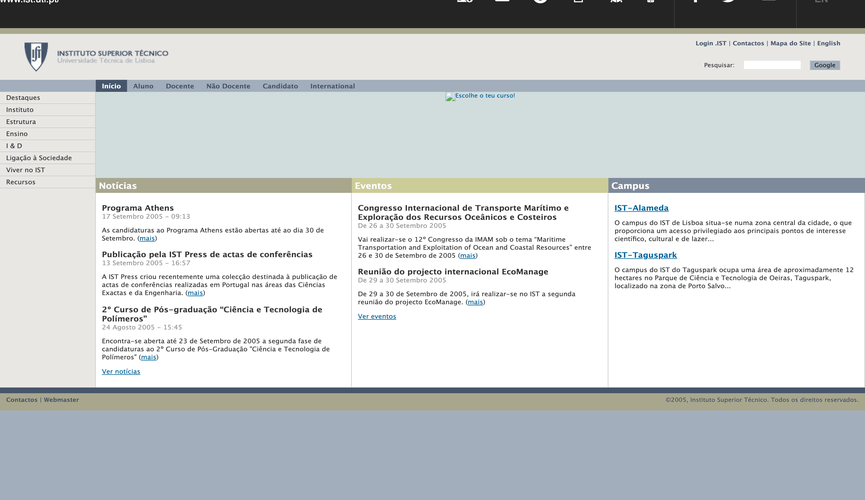 www.ist.utl.pt/
EN
Login .IST | Contactos | Mapa do Site | English
INSTITUTO SUPERIOR TÉCNICO
Universidade Técnica de Lisboa
Pesquisar:
Google
Início Aluno Docente Não Docente Candidato International
Destaques
Instituto
Estrutura
Ensino
I & D
Ligação à Sociedade
Viver no IST
Recursos
Escolhe o teu curso!
Notícias
Programa Athens
17 Setembro 2005 - 09:13
As candidaturas ao Programa Athens estão abertas até ao dia 30 de
Setembro. (mais)
Publicação pela IST Press de actas de conferências
13 Setembro 2005 - 16:57
A IST Press criou recentemente uma colecção destinada à publicação de
actas de conferências realizadas em Portugal nas áreas das Ciências
Exactas e da Engenharia. (mais)
2º Curso de Pós-graduação "Ciência e Tecnologia de
Polímeros"
24 Agosto 2005 - 15:45
Encontra-se aberta até 23 de Setembro de 2005 a segunda fase de
candidaturas ao 2º Curso de Pós-Graduação "Ciência e Tecnologia de
Polímeros" (mais)
Ver notícias
Eventos
Congresso Internacional de Transporte Marítimo e
Exploração dos Recursos Oceânicos e Costeiros
De 26 a 30 Setembro 2005
Vai realizar-se o 12º Congresso da IMAM sob o tema "Maritime
Transportation and Exploitation of Ocean and Coastal Resources" entre
26 e 30 de Setembro de 2005 (mais)
Reunião do projecto internacional EcoManage
De 29 a 30 Setembro 2005
De 29 a 30 de Setembro de 2005, irá realizar-se no IST a segunda
reunião do projecto EcoManage. (mais)
Ver eventos
Campus
IST-Alameda
O campus do IST de Lisboa situa-se numa zona central da cidade, o que
proporciona um acesso privilegiado aos principais pontos de interesse
científico, cultural e de lazer...
IST-Taguspark
O campus do IST do Taguspark ocupa uma área de aproximadamente 12
hectares no Parque de Ciência e Tecnologia de Oeiras, Taguspark,
localizado na zona de Porto Salvo...
Contactos | Webmaster
©2005, Instituto Superior Técnico. Todos os direitos reservados.